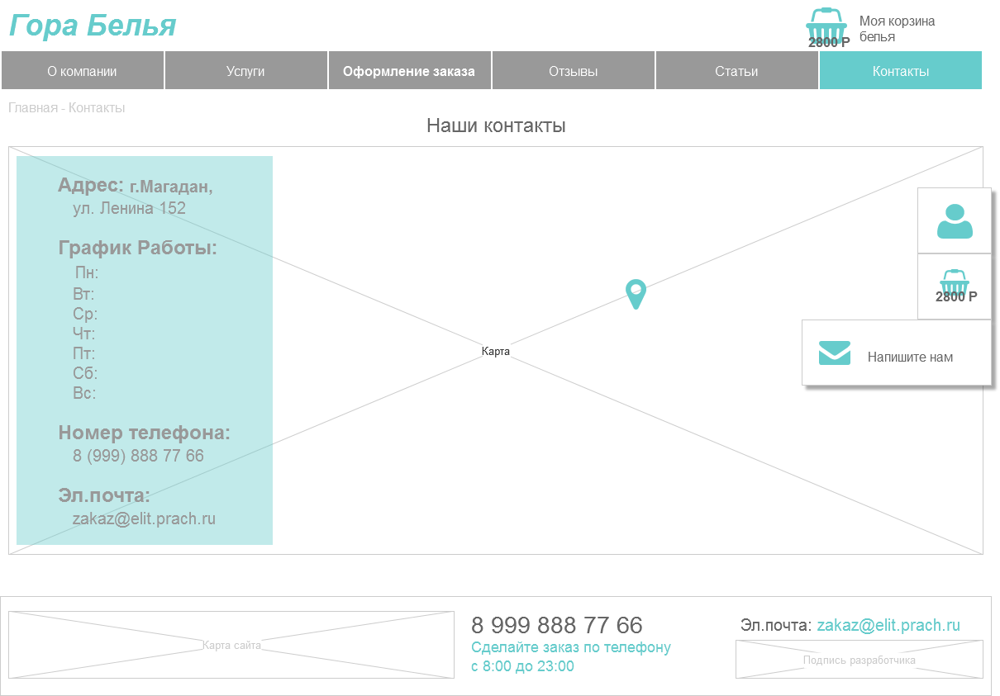 Гора Белья
Моя корзина
белья
2800 Р
О компании
Услуги
Оформление заказа
Отзывы
Статьи
Контакты
Главная - Контакты
Наши контакты
Адрес: г.Магадан,
ул. Ленина 152
График Работы:
Пн:
Вт:
Ср:
Чт:
Пт:
Сб:
Вс:
Номер телефона:
8 (999) 888 77 66
Эл.почта:
zakaz@elit.prach.ru
Карта
2800 Р
Напишите нам
Карта сайта
8 999 888 77 66
Сделайте заказ по телефону
с 8:00 до 23:00
Эл.почта: zakaz@elit.prach.ru
Подпись разработчика